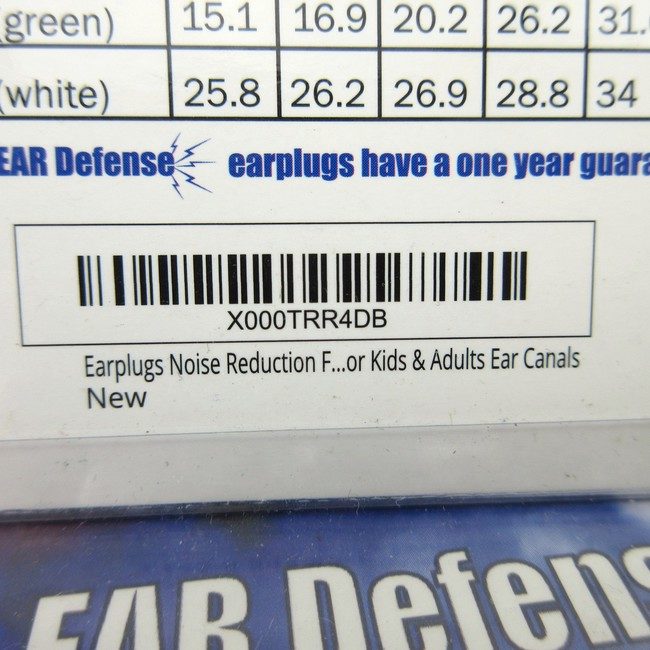 (green) 15.1 16.9 20.2 26.2
(white) 25.8 26.2 26.9 28.8 34
EAR Defense earplugs have a one year
X000TRR4DB
Earplugs Noise Reduction F...or Kids & Adults Ear Canals
New
EAR Defens